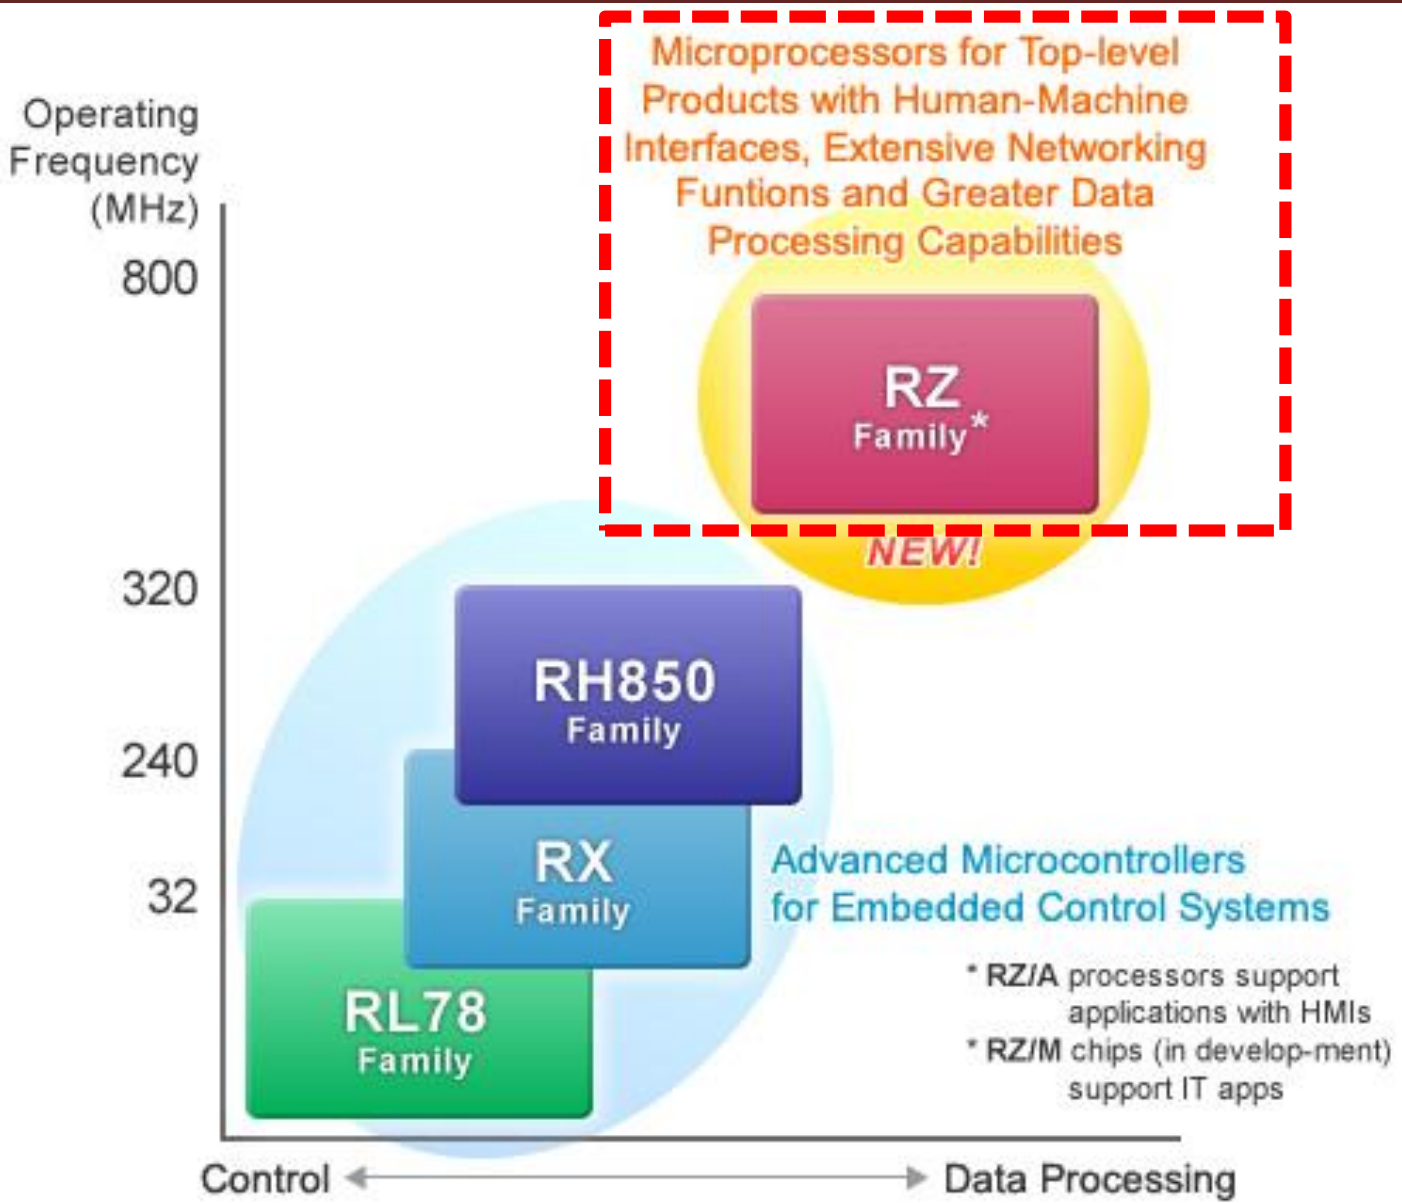 Microprocessors for Top-level
Products with Human-Machine
Interfaces, Extensive Networking
Funtions and Greater Data
Processing Capabilities
Operating
Frequency
(MHz)
800
RZ
Family*
NEW!
320
RH850
Family
240
RX
Family
Advanced Microcontrollers
for Embedded Control Systems
32
RL78
Family
* RZ/A processors support
applications with HMIs
* RZ/M chips (in develop-ment)
support IT apps
Control
Data Processing